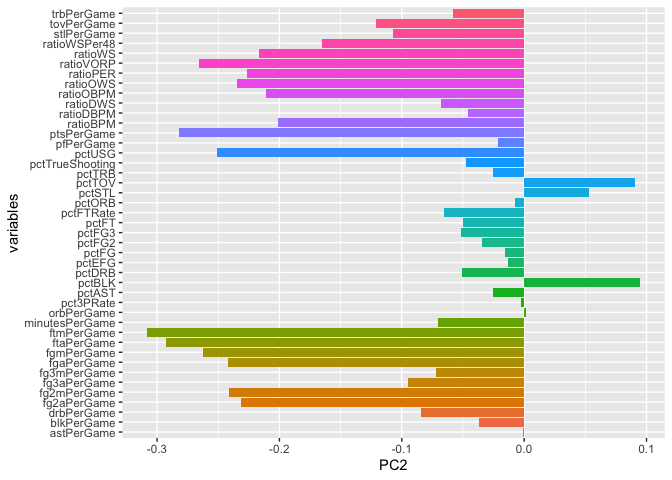 trbPerGame
tovPerGame
stlPerGame
ratioWSPer48
ratioWS
ratioVORP
ratioPER
ratioOWS
ratioOBPM
ratioDWS
ratioDBPM
ratioBPM
ptsPerGame
pfPerGame
pctUSG
pctTrueShooting
pctTRB
pctTOV
pctSTL
pctORB
pctFTRate
pctFT
pctFG3
pctFG2
pctFG
pctEFG
pctDRB
pctBLK
pctAST
pct3PRate
orbPerGame
minutesPerGame
ftmPerGame
ftaPerGame
fgmPerGame
fgaPerGame
fg3mPerGame
fg3aPerGame
fg2mPerGame
fg2aPerGame
drbPerGame
blkPerGame
astPerGame
variables
-0.3 -0.2 -0.1 0.0 0.1
PC2